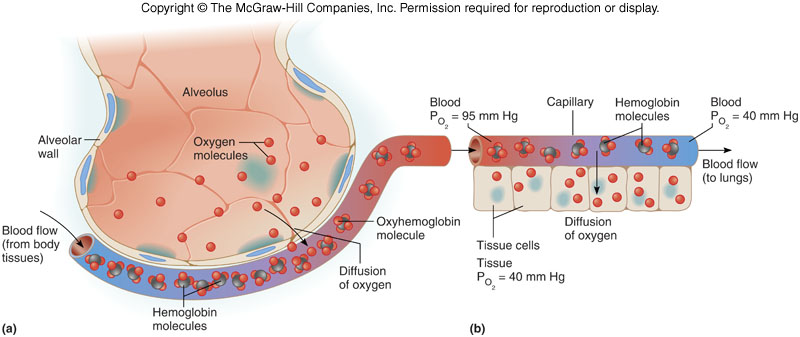 Copyright © The McGraw-Hill Companies, Inc. Permission required for reproduction or display.
Alveolus
Alveolar
wall
Oxygen
molecules
Blood flow
(from body
tissues)
Oxyhemoglobin
molecule
Diffusion
of oxygen
Hemoglobin
molecules
(a)
Blood
PO2 = 95 mm Hg
Capillary
Hemoglobin
molecules
Blood
PO2 = 40 mm Hg
Blood flow
(to lungs)
Diffusion
of oxygen
Tissue cells
Tissue
PO2 = 40 mm Hg
(b)